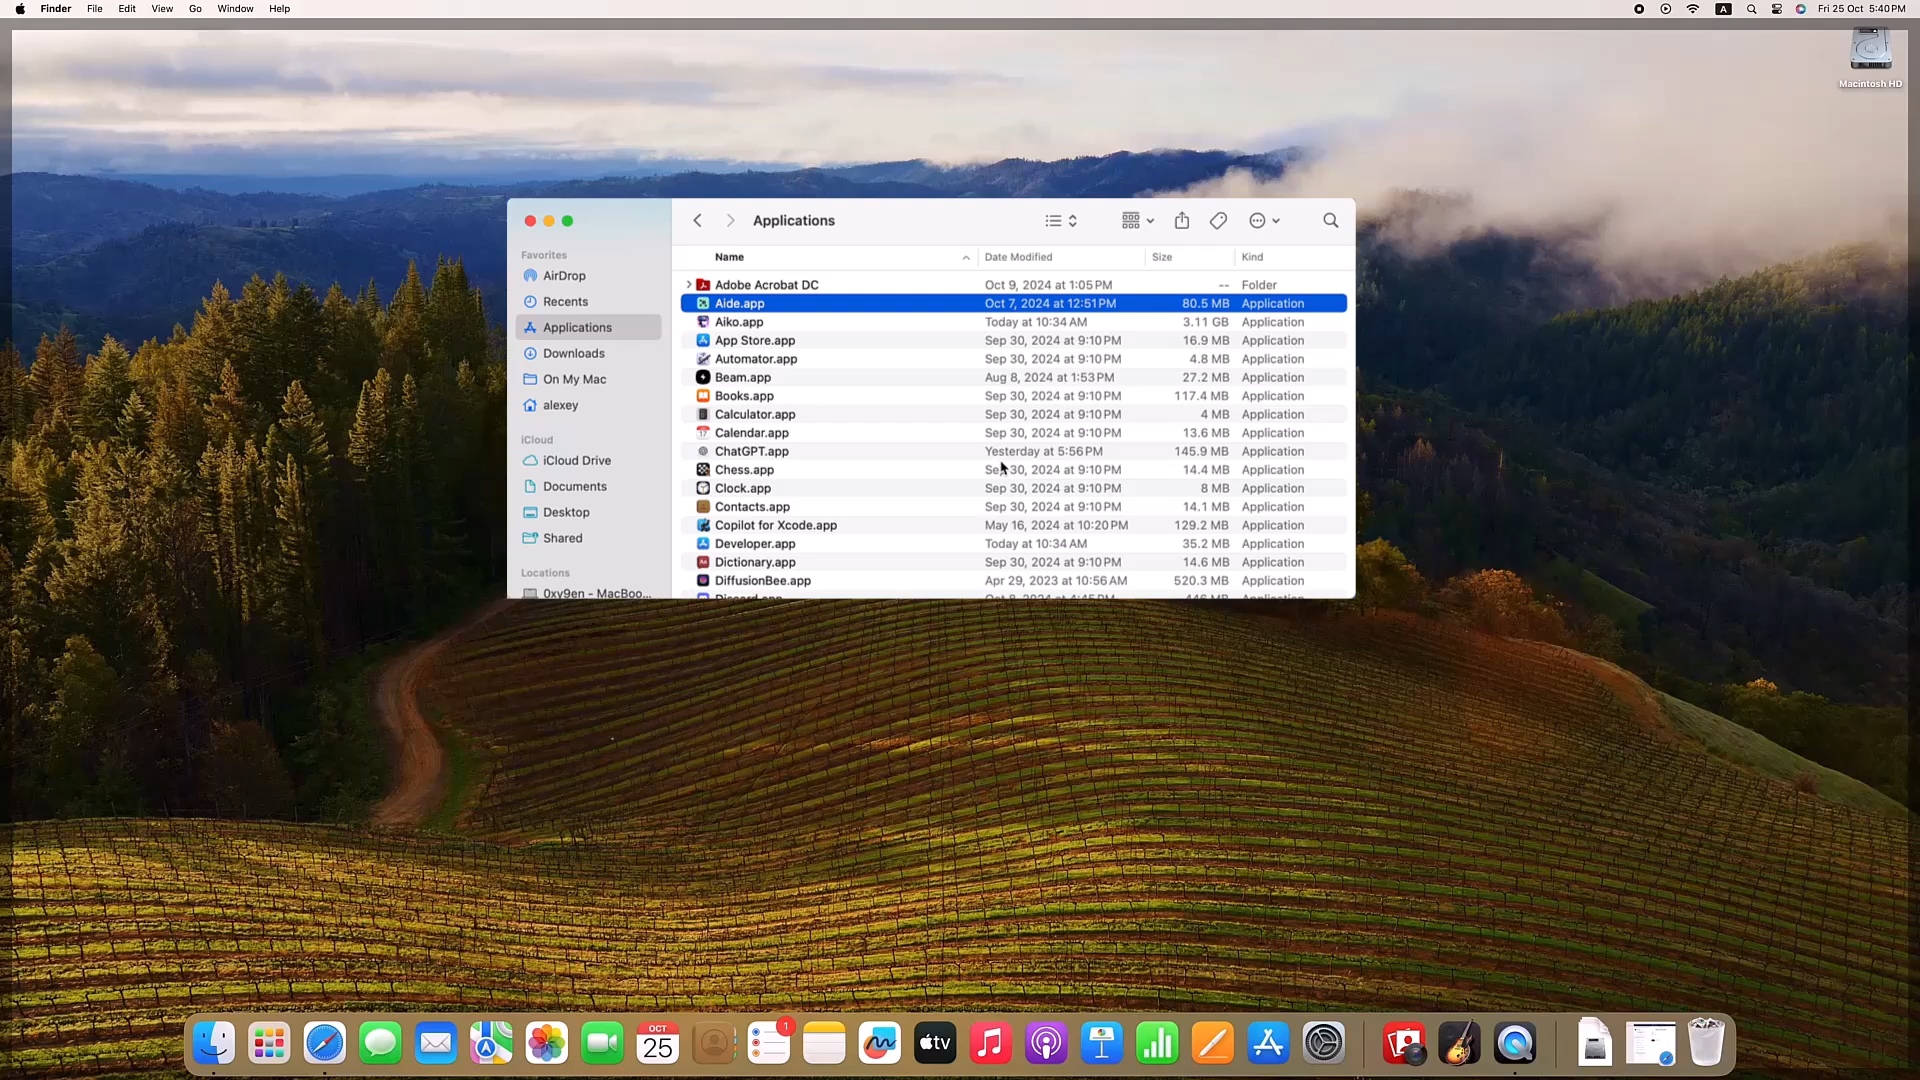 Finder File Edit View Go Window Help
A Fri 25 Oct 5:40 PM
Macintosh HD
Applications
Favorites
AirDrop
Recents
Applications
Downloads
On My Mac
alexey
iCloud
iCloud Drive
Documents
Desktop
Shared
Locations
0xy9en - MacBoo...
Name Date Modified Size Kind
Adobe Acrobat DC Oct 9, 2024 at 1:05 PM -- Folder
Aide.app Oct 7, 2024 at 12:51 PM 80.5 MB Application
Aiko.app Today at 10:34 AM 3.11 GB Application
App Store.app Sep 30, 2024 at 9:10 PM 16.9 MB Application
Automator.app Sep 30, 2024 at 9:10 PM 4.8 MB Application
Beam.app Aug 8, 2024 at 1:53 PM 27.2 MB Application
Books.app Sep 30, 2024 at 9:10 PM 117.4 MB Application
Calculator.app Sep 30, 2024 at 9:10 PM 4 MB Application
Calendar.app Sep 30, 2024 at 9:10 PM 13.6 MB Application
ChatGPT.app Yesterday at 5:56 PM 145.9 MB Application
Chess.app Sep 30, 2024 at 9:10 PM 14.4 MB Application
Clock.app Sep 30, 2024 at 9:10 PM 8 MB Application
Contacts.app Sep 30, 2024 at 9:10 PM 14.1 MB Application
Copilot for Xcode.app May 16, 2024 at 10:20 PM 129.2 MB Application
Developer.app Today at 10:34 AM 35.2 MB Application
Dictionary.app Sep 30, 2024 at 9:10 PM 14.6 MB Application
DiffusionBee.app Apr 29, 2023 at 10:56 AM 520.3 MB Application
OCT
25
1
tv